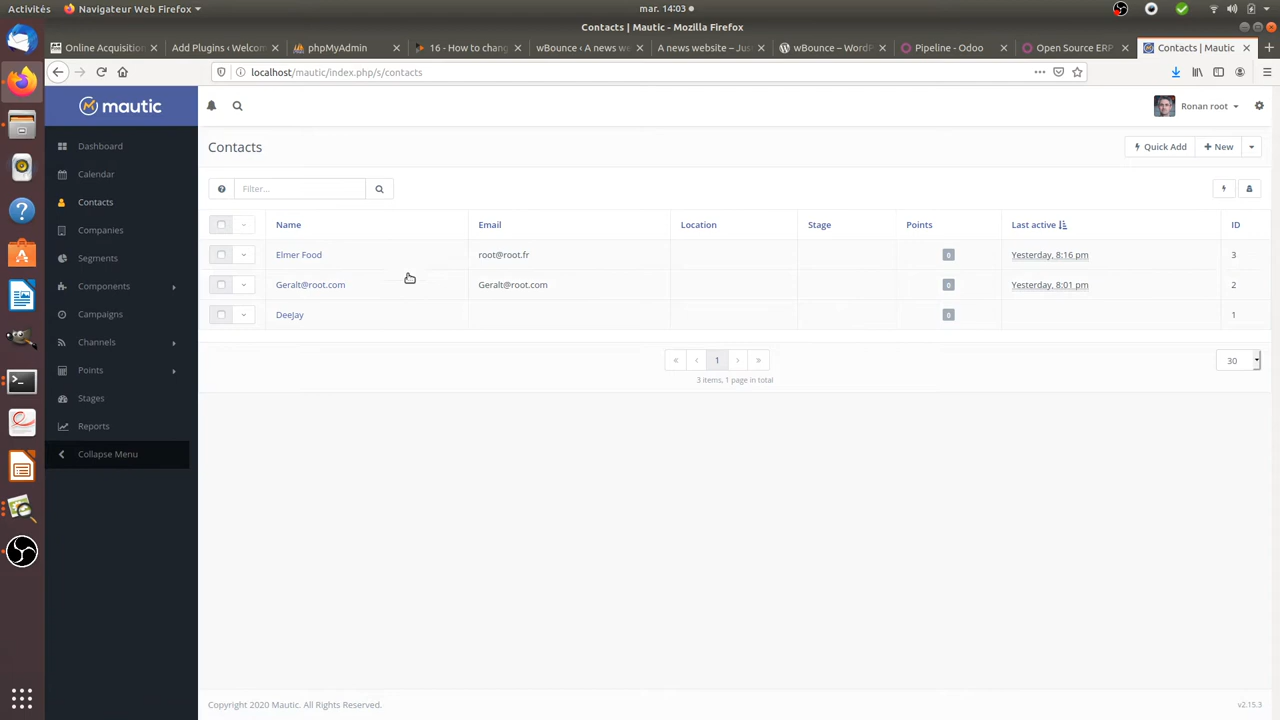 Activités
Firefox Web Browser
mar. 14:03
Contacts | Mautic - Mozilla Firefox
Online Acquisition
Add Plugins ‹ Welcom
phpMyAdmin
16 - How to chang
wBounce ‹ A news we
A news website – Jus
wBounce – WordP
Pipeline - Odoo
Open Source ERP
Contacts | Mautic
localhost/mautic/index.php/s/contacts
mautic
Ronan root
Dashboard
Calendar
Contacts
Companies
Segments
Components
Campaigns
Channels
Points
Stages
Reports
Collapse Menu
Contacts
Quick Add
New
Filter...
Name Email Location Stage Points Last active ID
Elmer Food root@root.fr 0 Yesterday, 8:16 pm 3
Geralt@root.com Geralt@root.com 0 Yesterday, 8:01 pm 2
DeeJay 0 1
« ‹ 1 › »
30
3 items, 1 page in total
Copyright 2020 Mautic. All Rights Reserved.
v2.15.3